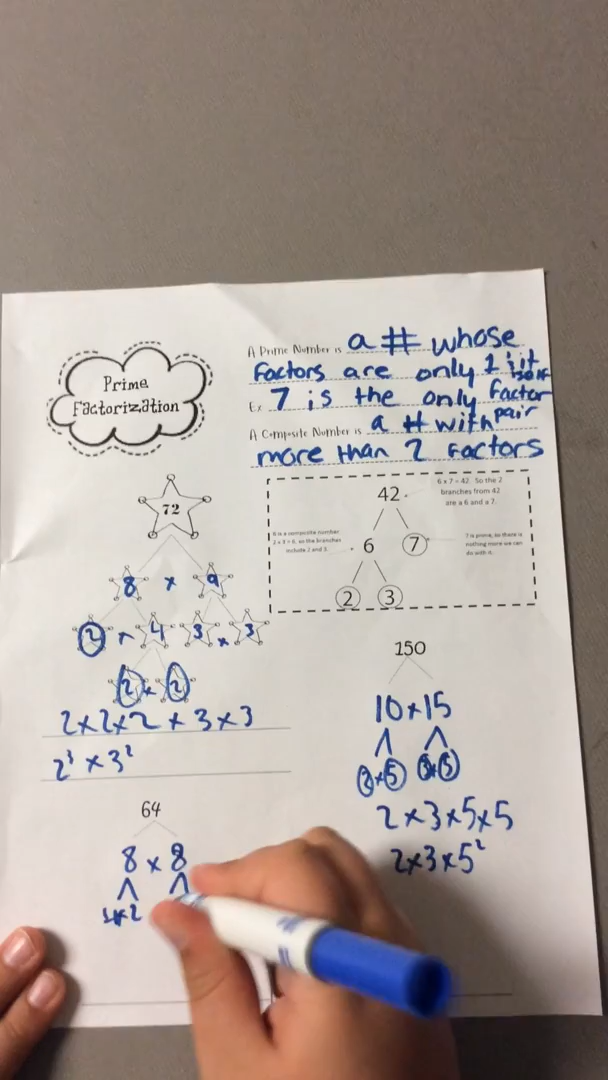 Prime
Factorization
A Prime Number is a # whose
factors are only 1 & it
self
Ex. 7 is the only factor
pair
A Composite Number is a # with
more than 2 factors
72
8 x 9
2 x 4 3 x 3
2 x 2
2x2x2 x 3x3
2³ x 3²
42
6 x 7 = 42 So the 2
branches from 42
are a 6 and a 7.
6 is a composite number
2 x 3 = 6, so the branches
include 2 and 3.
6 7
7 is prime, so there is
nothing more we can
do with it.
2 3
150
10x15
2x5 3x5
2x3x5x5
2x3x5²
64
8 x 8
4x2